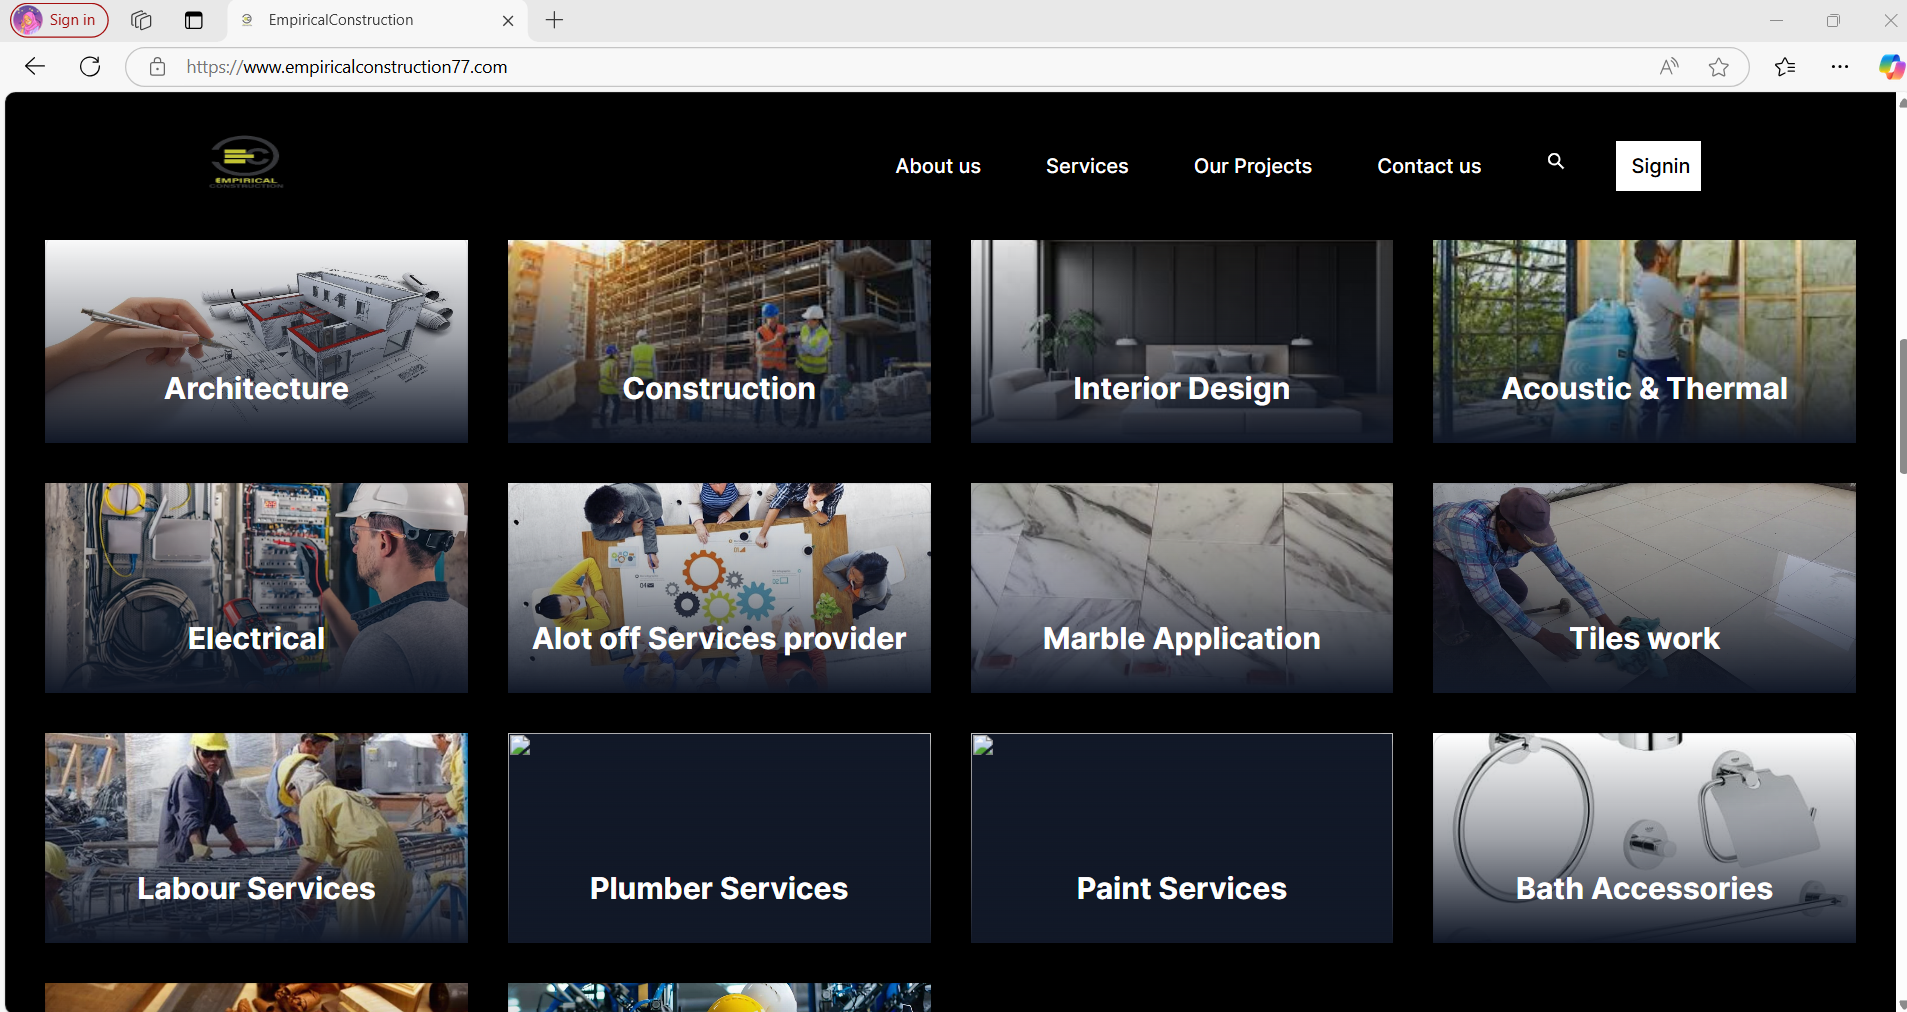 Sign in
EmpiricalConstruction
https://www.empiricalconstruction77.com
EMPIRICAL
CONSTRUCTION
About us
Services
Our Projects
Contact us
Signin
Architecture
Construction
Interior Design
Acoustic & Thermal
Electrical
Alot off Services provider
Marble Application
Tiles work
Labour Services
Plumber Services
Paint Services
Bath Accessories